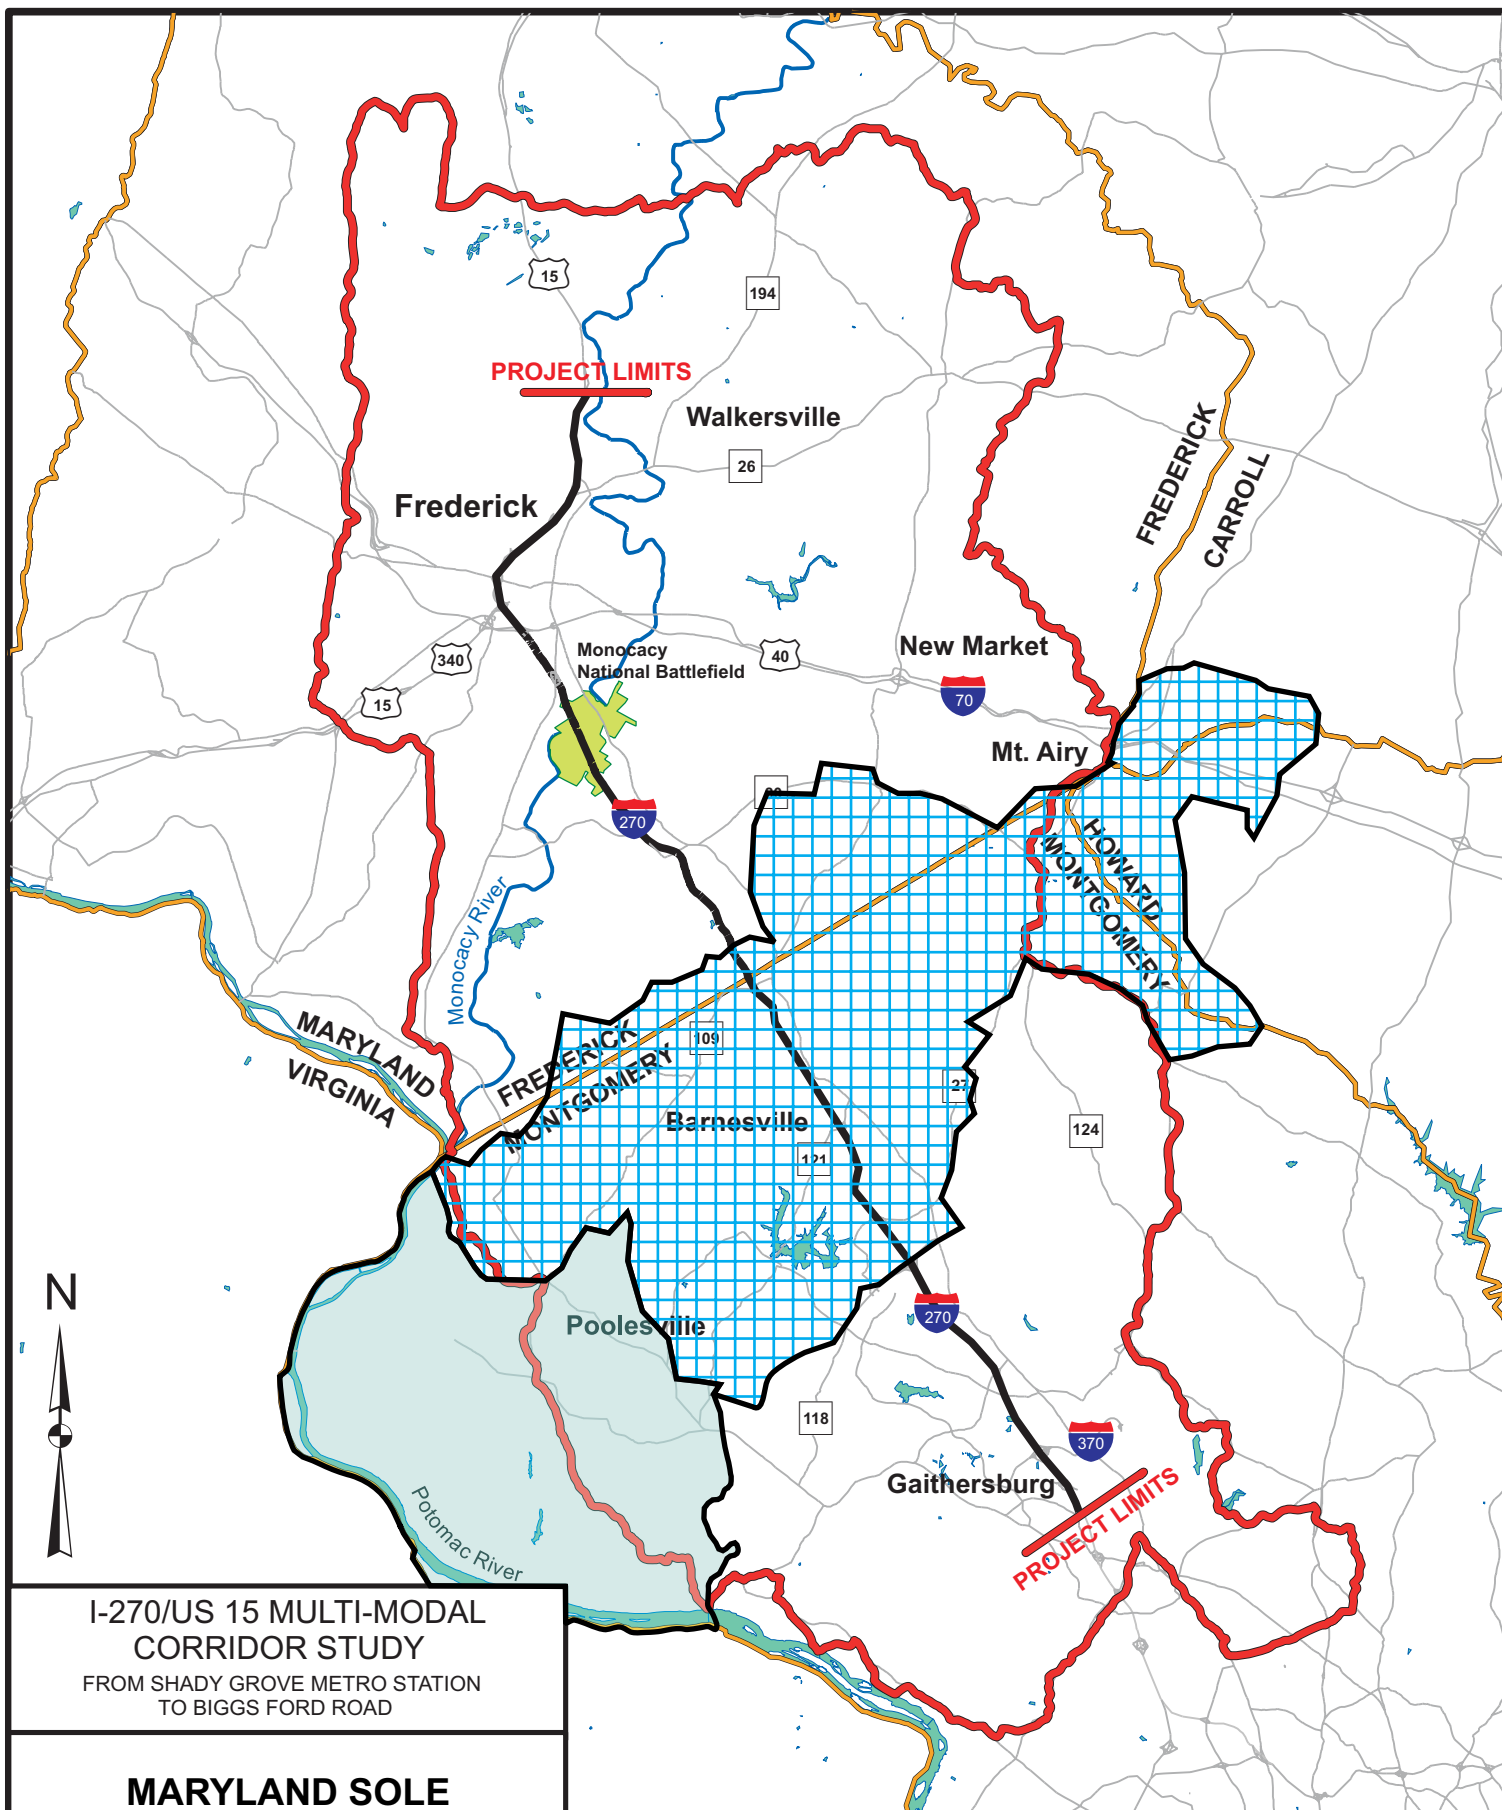 15
194
PROJECT LIMITS
Walkersville
26
Frederick
FREDERICK
CARROLL
New Market
Monocacy
National Battlefield
40
340
15
70
Mt. Airy
270
HOWARD
MONTGOMERY
Monocacy River
MARYLAND
VIRGINIA
FREDERICK
MONTGOMERY
109
27
Barnesville
124
121
N
270
Poolesville
118
370
Gaithersburg
PROJECT LIMITS
Potomac River
I-270/US 15 MULTI-MODAL
CORRIDOR STUDY
FROM SHADY GROVE METRO STATION
TO BIGGS FORD ROAD
MARYLAND SOLE